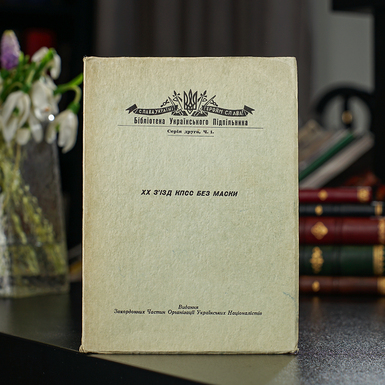 СЛАВА УКРАЇНІ ГЕРОЯМ СЛАВА!
Бібліотека Українського Підпільника
Серія друга, Ч. 1.
ХХ З'ЇЗД КПСС БЕЗ МАСКИ
Видання
Закордонних Частин Організації Українських Націоналістів